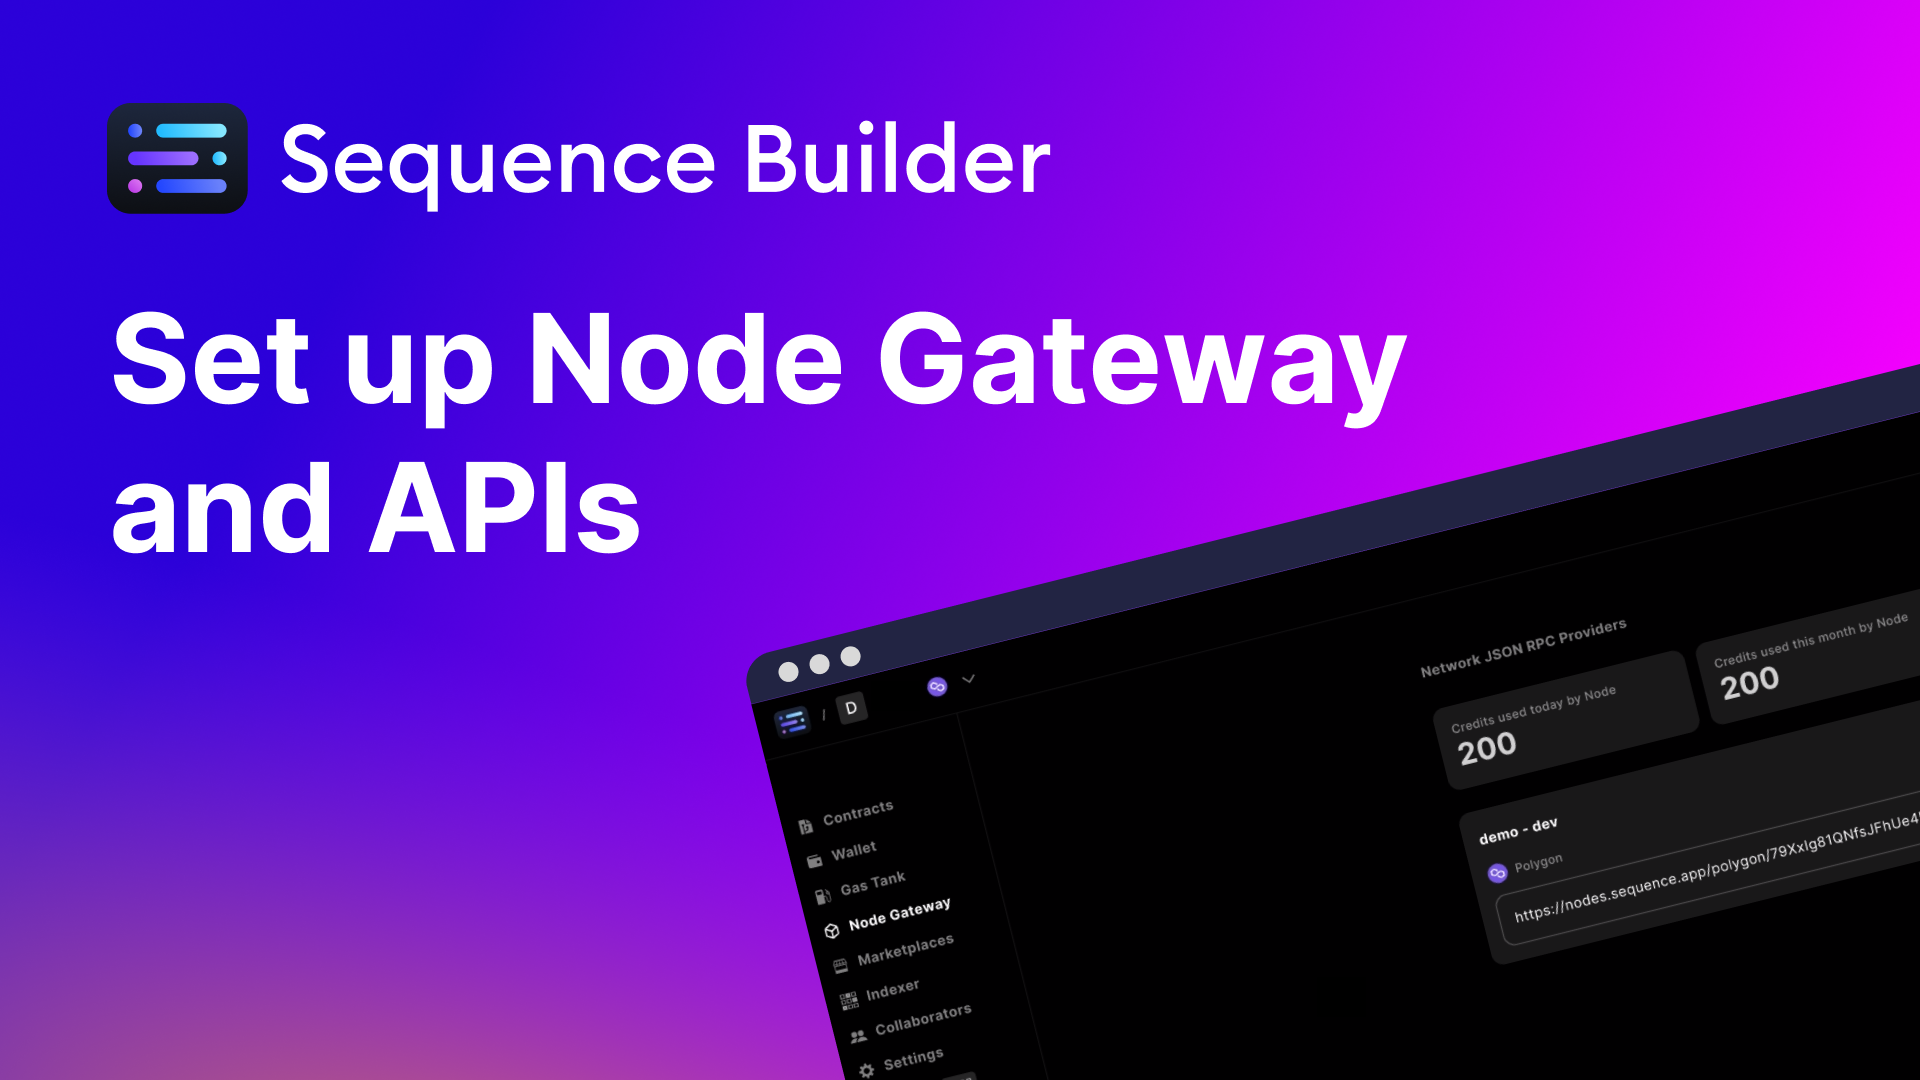 Sequence Builder
Set up Node Gateway
and APIs
/ D
Contracts
Wallet
Gas Tank
Node Gateway
Marketplaces
Indexer
Collaborators
Settings
Network JSON RPC Providers
Credits used today by Node
200
Credits used this month by Node
200
demo - dev
Polygon
https://nodes.sequence.app/polygon/79Xxlg81QNfsJFhUe4